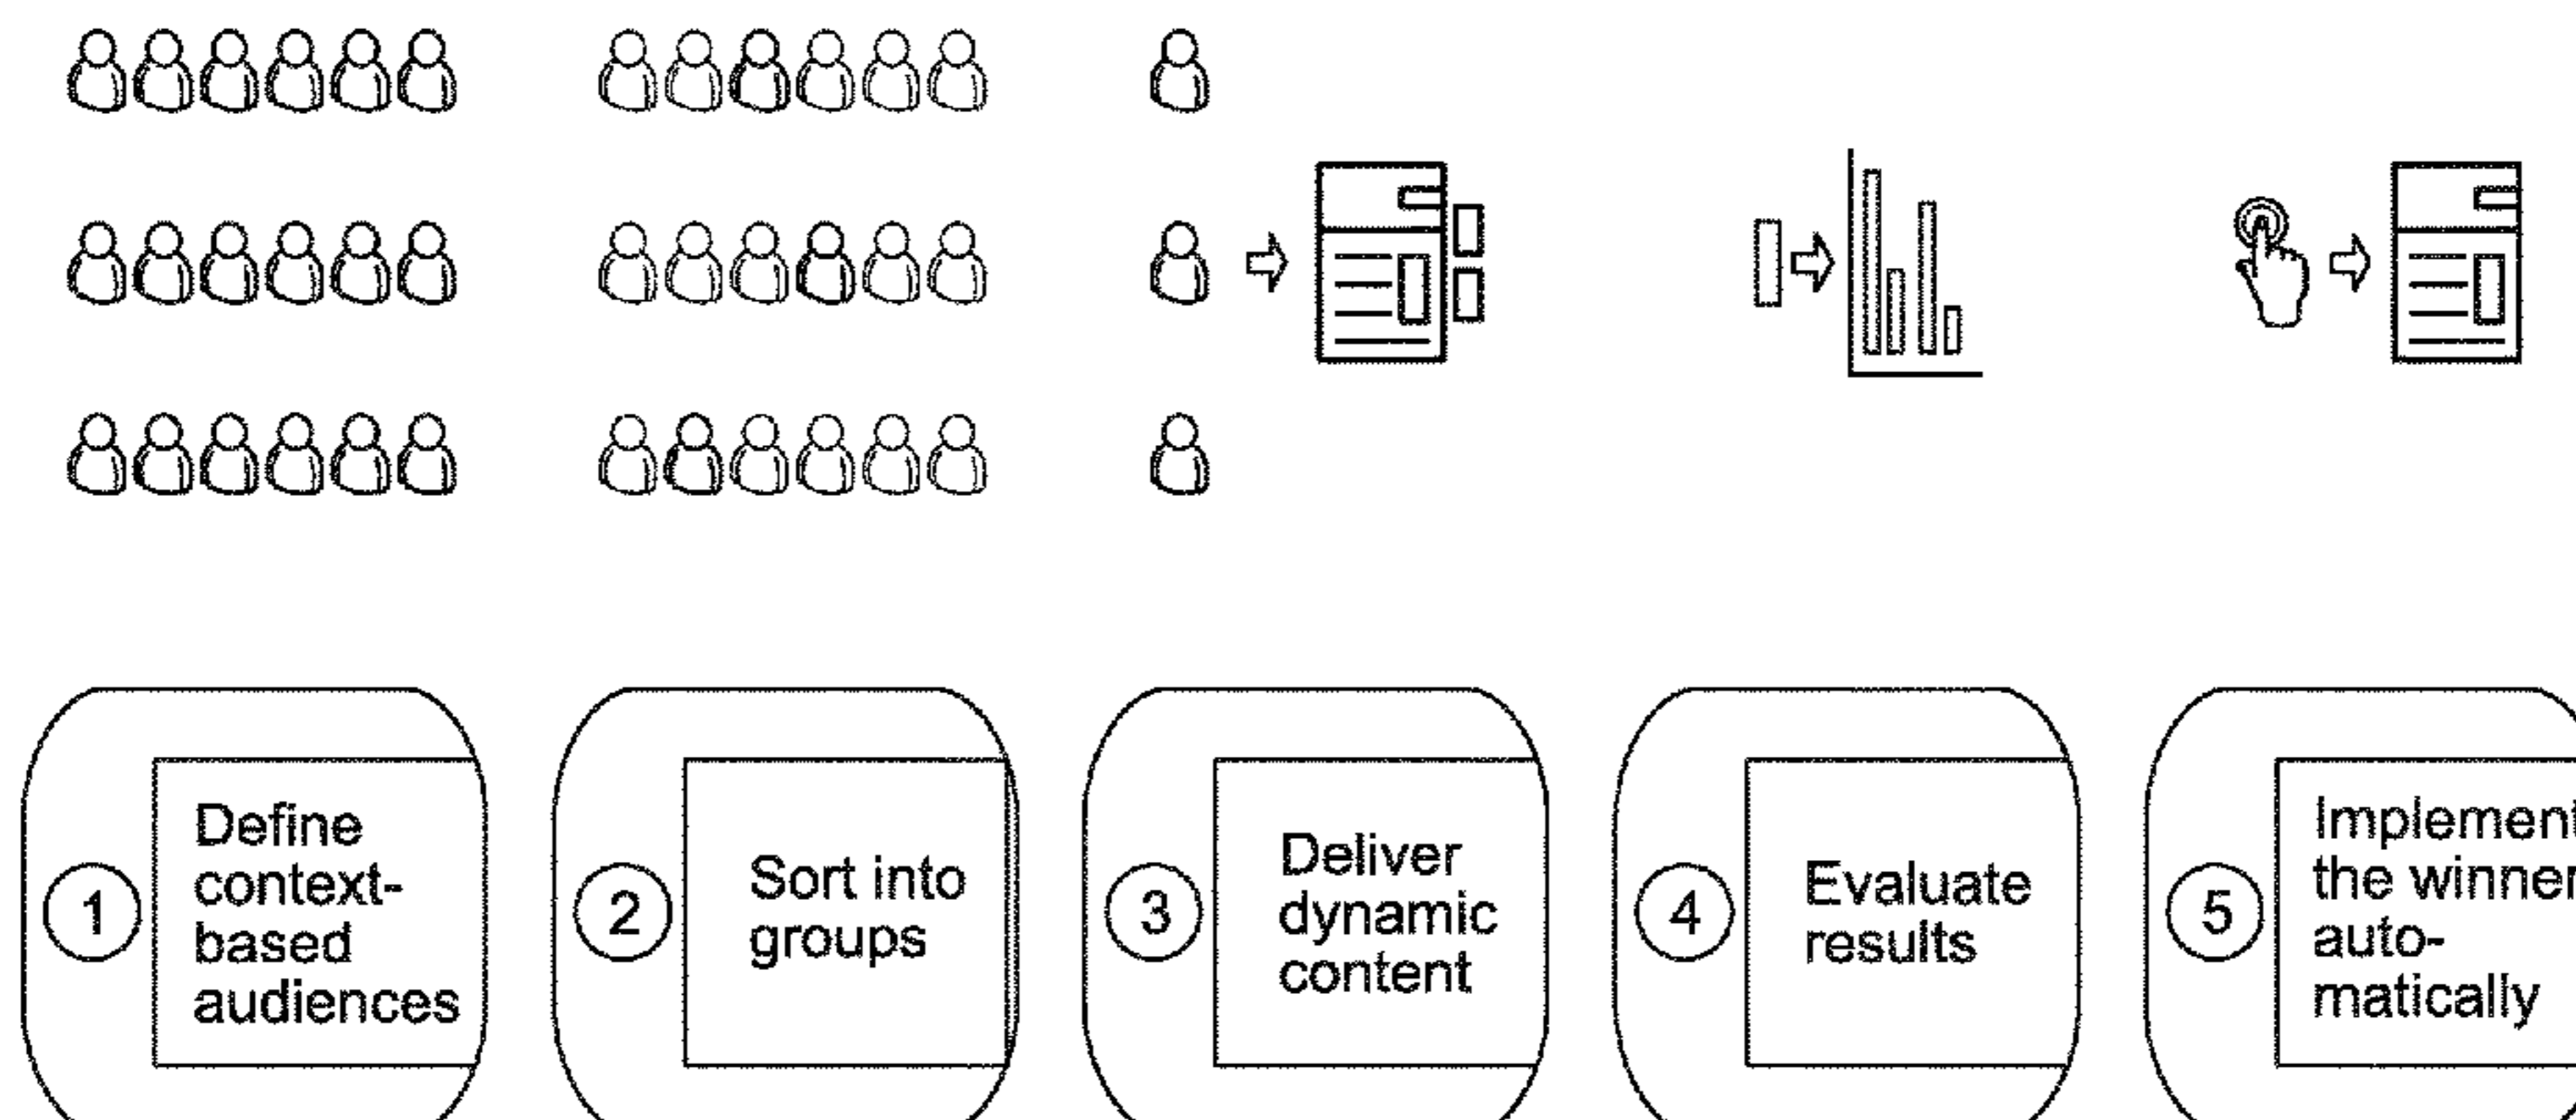 1
Define
context-
based
audiences
2
Sort into
groups
3
Deliver
dynamic
content
4
Evaluate
results
5
Implement
the winner
auto-
matically